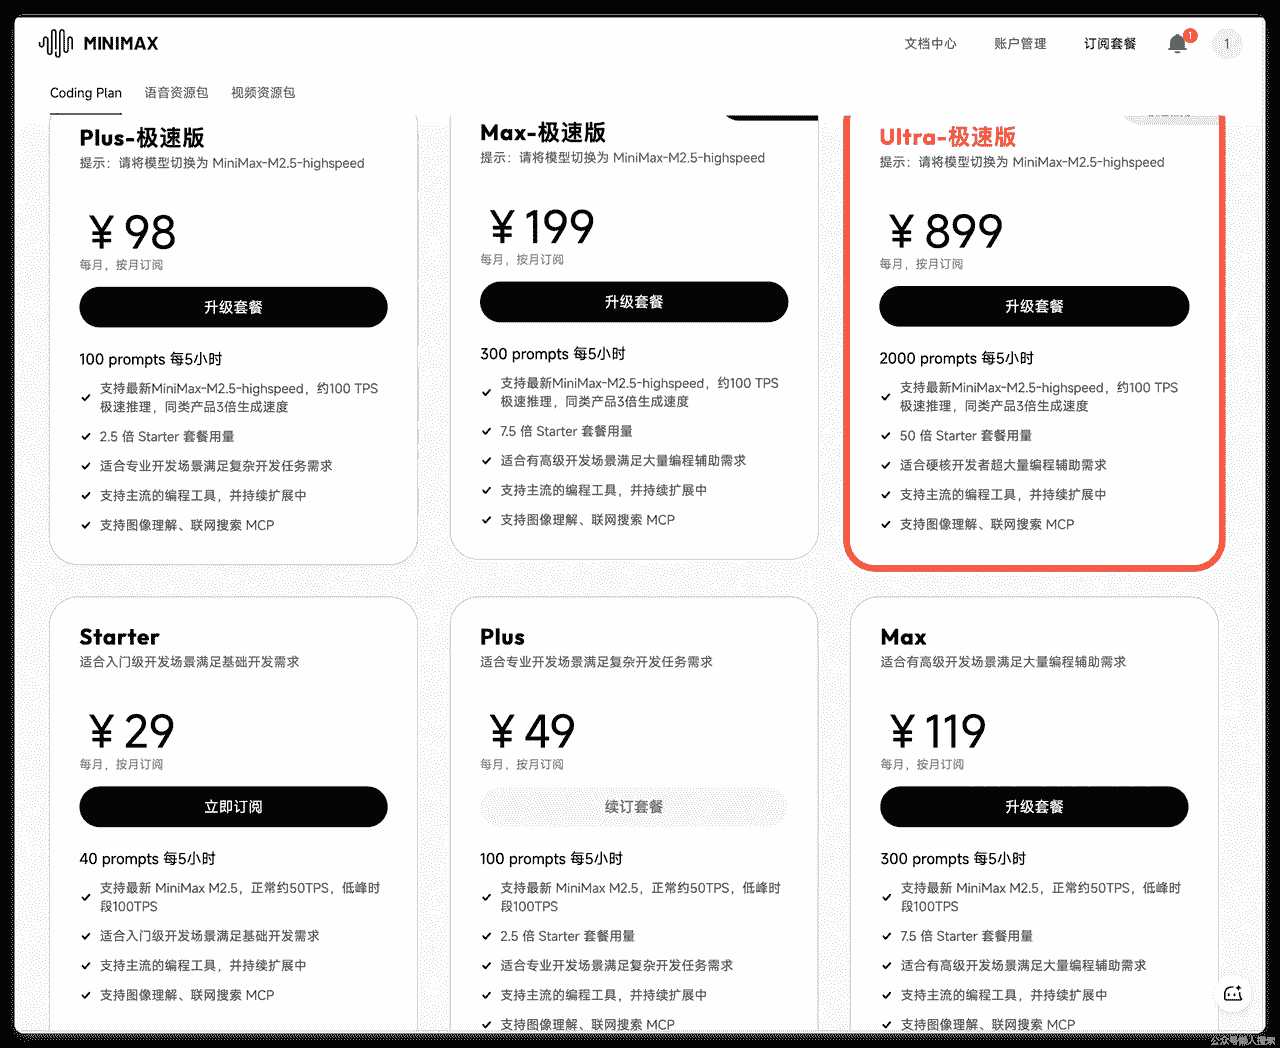 MINIMAX
文档中心
账户管理
订阅套餐
1
1
Coding Plan
语音资源包
视频资源包
Plus-极速版
提示：请将模型切换为 MiniMax-M2.5-highspeed
¥98
每月，按月订阅
升级套餐
100 prompts 每5小时
支持最新MiniMax-M2.5-highspeed，约100 TPS
极速推理，同类产品3倍生成速度
2.5 倍 Starter 套餐用量
适合专业开发场景满足复杂开发任务需求
支持主流的编程工具，并持续扩展中
支持图像理解、联网搜索 MCP
Max-极速版
提示：请将模型切换为 MiniMax-M2.5-highspeed
¥199
每月，按月订阅
升级套餐
300 prompts 每5小时
支持最新MiniMax-M2.5-highspeed，约100 TPS
极速推理，同类产品3倍生成速度
7.5 倍 Starter 套餐用量
适合有高级开发场景满足大量编程辅助需求
支持主流的编程工具，并持续扩展中
支持图像理解、联网搜索 MCP
Ultra-极速版
提示：请将模型切换为 MiniMax-M2.5-highspeed
¥899
每月，按月订阅
升级套餐
2000 prompts 每5小时
支持最新MiniMax-M2.5-highspeed，约100 TPS
极速推理，同类产品3倍生成速度
50 倍 Starter 套餐用量
适合硬核开发者超大量编程辅助需求
支持主流的编程工具，并持续扩展中
支持图像理解、联网搜索 MCP
Starter
适合入门级开发场景满足基础开发需求
¥29
每月，按月订阅
立即订阅
40 prompts 每5小时
支持最新 MiniMax M2.5，正常约50TPS，低峰时
段100TPS
适合入门级开发场景满足基础开发需求
支持主流的编程工具，并持续扩展中
支持图像理解、联网搜索 MCP
Plus
适合专业开发场景满足复杂开发任务需求
¥49
每月，按月订阅
续订套餐
100 prompts 每5小时
支持最新 MiniMax M2.5，正常约50TPS，低峰时
段100TPS
2.5 倍 Starter 套餐用量
适合专业开发场景满足复杂开发任务需求
支持主流的编程工具，并持续扩展中
支持图像理解、联网搜索 MCP
Max
适合有高级开发场景满足大量编程辅助需求
¥119
每月，按月订阅
升级套餐
300 prompts 每5小时
支持最新 MiniMax M2.5，正常约50TPS，低峰时
段100TPS
7.5 倍 Starter 套餐用量
适合有高级开发场景满足大量编程辅助需求
支持主流的编程工具，并持续扩展中
支持图像理解、联网搜索 MCP
公众号懒人搜索